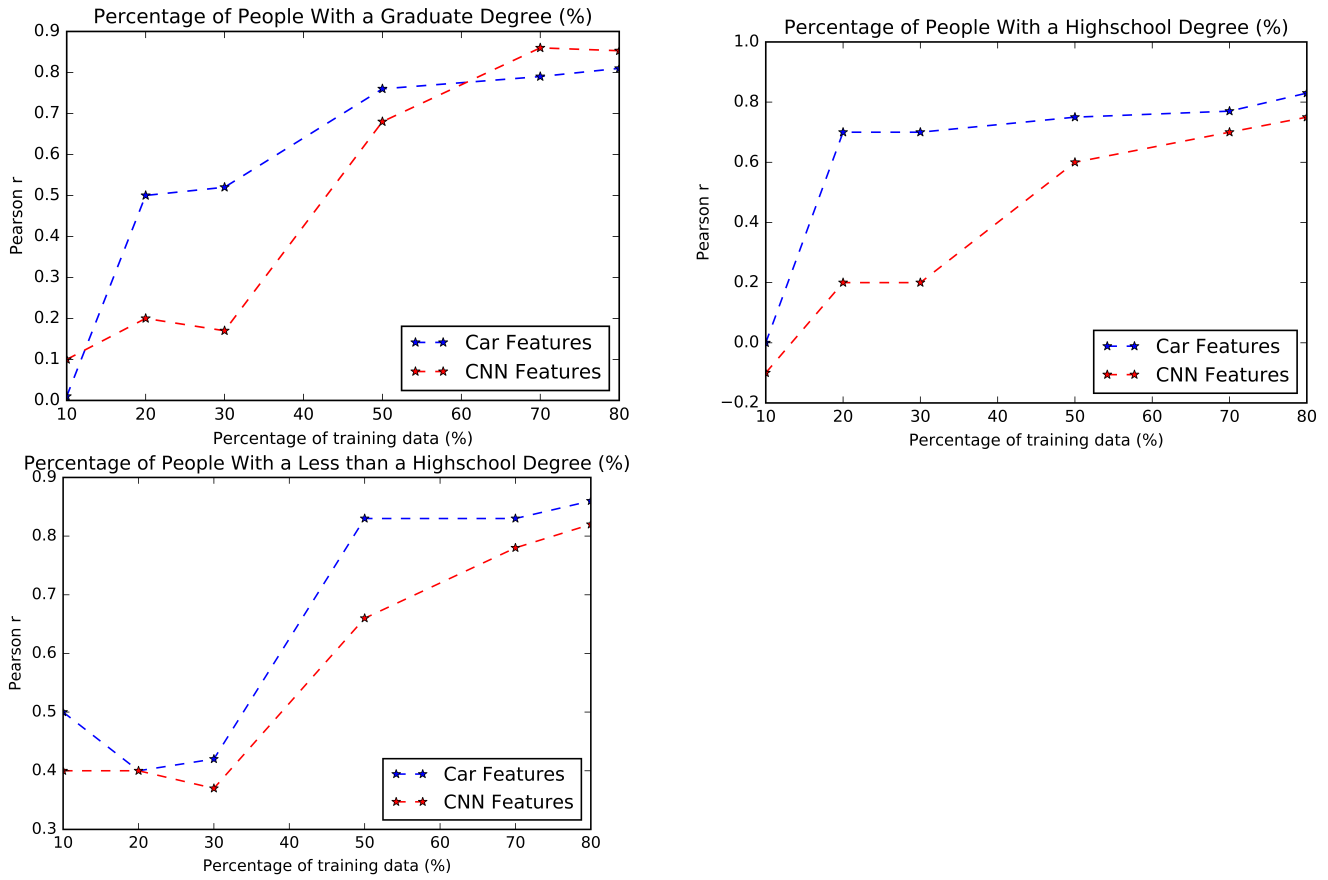 Percentage of People With a Graduate Degree (%)
0.9
0.8
0.7
0.6
0.5
0.4
0.3
0.2
0.1
0.0
Pearson r
10 20 30 40 50 60 70 80
Percentage of training data (%)
Car Features
CNN Features
Percentage of People With a Highschool Degree (%)
1.0
0.8
0.6
0.4
0.2
0.0
−0.2
Pearson r
10 20 30 40 50 60 70 80
Percentage of training data (%)
Car Features
CNN Features
Percentage of People With a Less than a Highschool Degree (%)
0.9
0.8
0.7
0.6
0.5
0.4
0.3
Pearson r
10 20 30 40 50 60 70 80
Percentage of training data (%)
Car Features
CNN Features